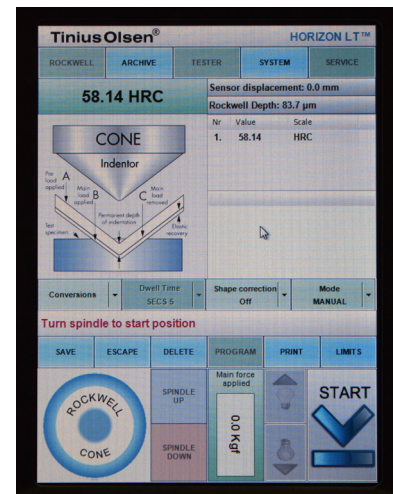 Tinius Olsen®
HORIZON LT™
ROCKWELL ARCHIVE TESTER SYSTEM SERVICE
58.14 HRC
Sensor displacement: 0.0 mm
Rockwell Depth: 83.7 µm
Nr Value Scale
1. 58.14 HRC
CONE
Indentor
Pre load applied
A
Main load applied
B
C
Main load removed
Permanent depth of indentation
Test specimen
Elastic recovery
Conversions
Dwell Time
SECS 5
Shape correction
Off
Mode
MANUAL
Turn spindle to start position
SAVE ESCAPE DELETE PROGRAM PRINT LIMITS
ROCKWELL
CONE
SPINDLE
UP
SPINDLE
DOWN
Main force
applied
0.0 Kgf
START